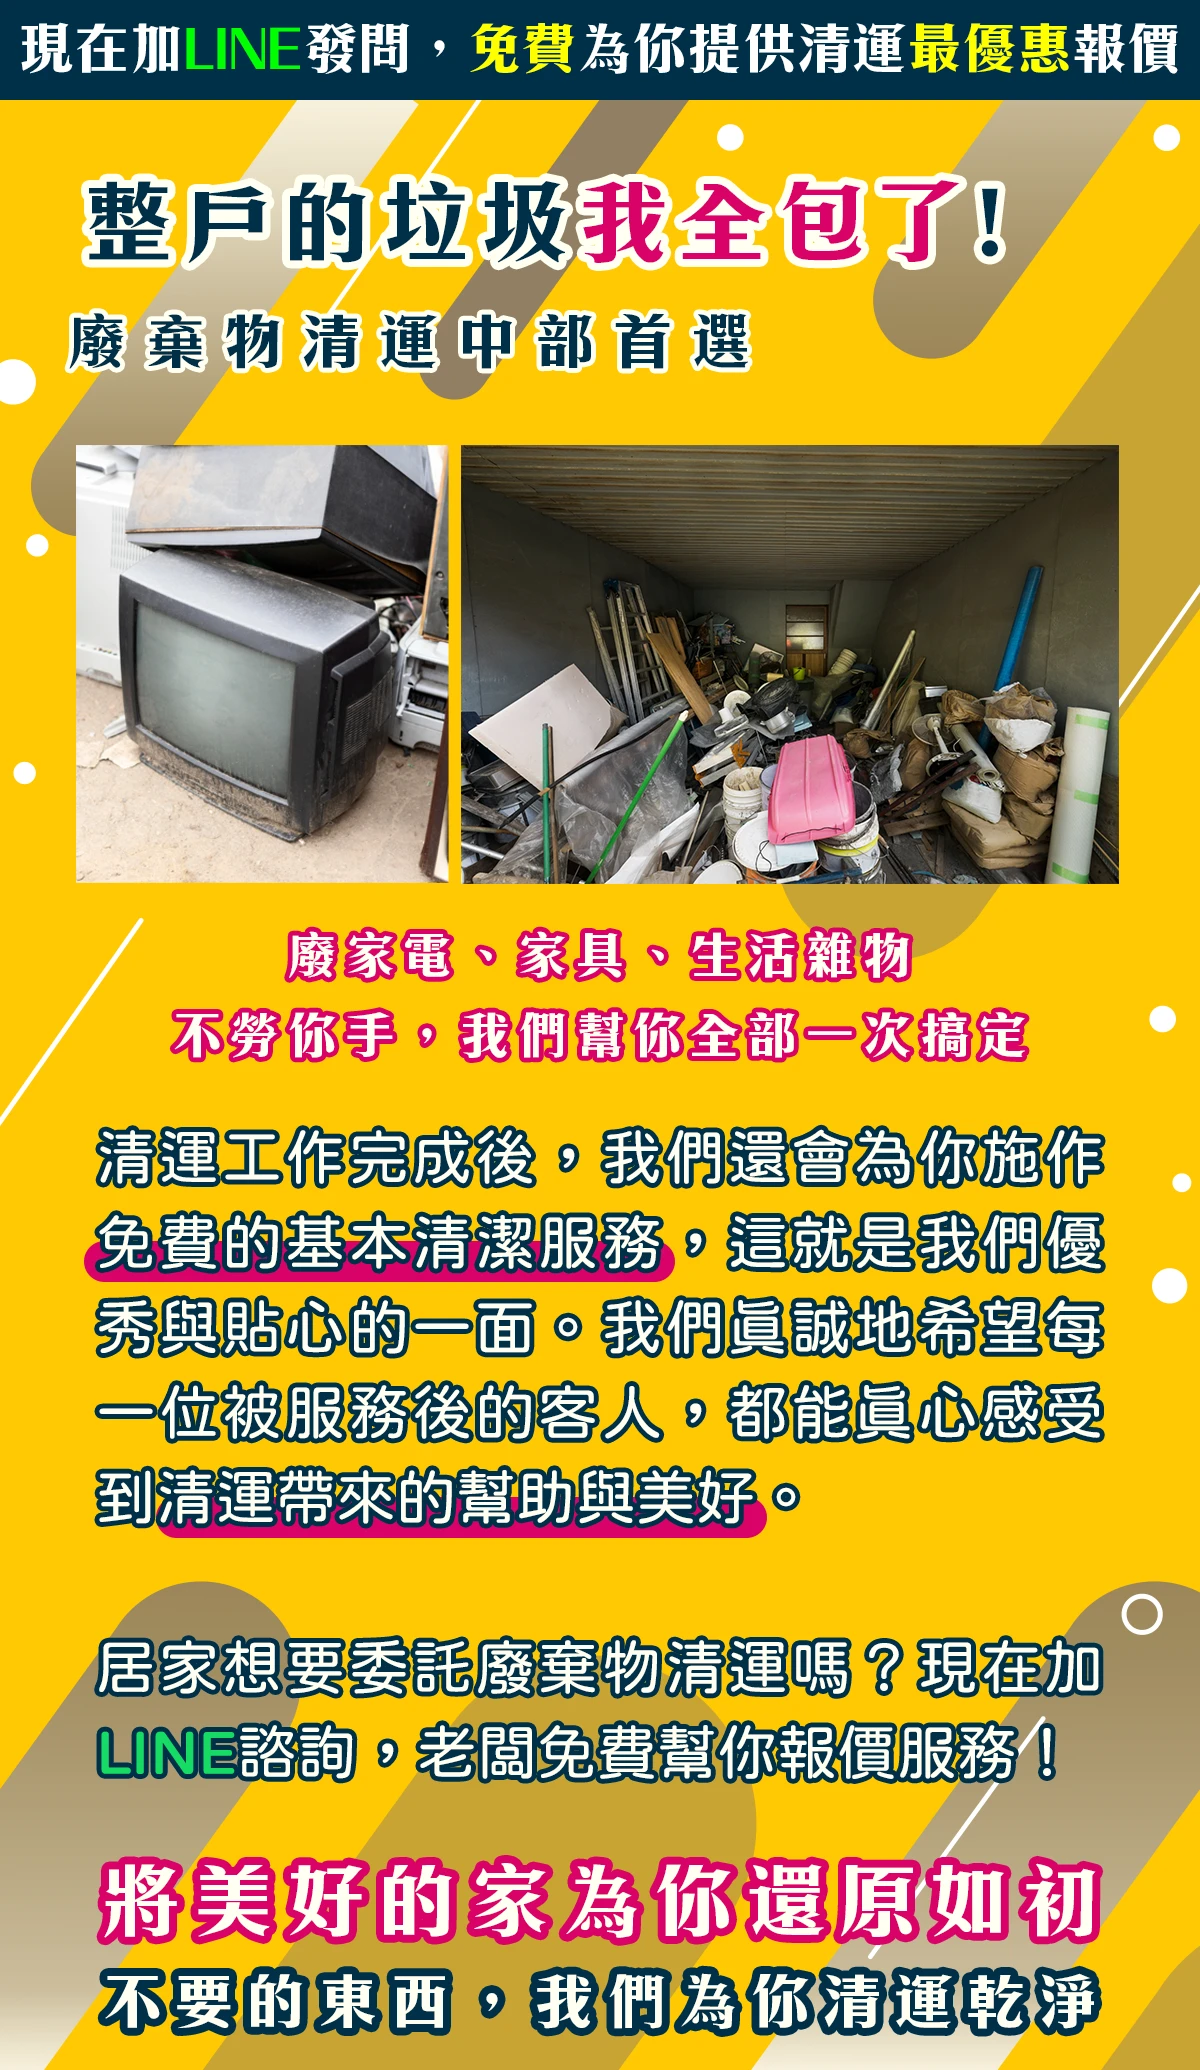 現在加LINE發問，免費為你提供清運最優惠報價
整戶的垃圾我全包了!
廢棄物清運中部首選
廢家電、家具、生活雜物
不勞你手，我們幫你全部一次搞定
清運工作完成後，我們還會為你施作
免費的基本清潔服務，這就是我們優
秀與貼心的一面。我們真誠地希望每
一位被服務後的客人，都能真心感受
到清運帶來的幫助與美好。
居家想要委託廢棄物清運嗎？現在加
LINE諮詢，老闆免費幫你報價服務！
將美好的家為你還原如初
不要的東西，我們為你清運乾淨